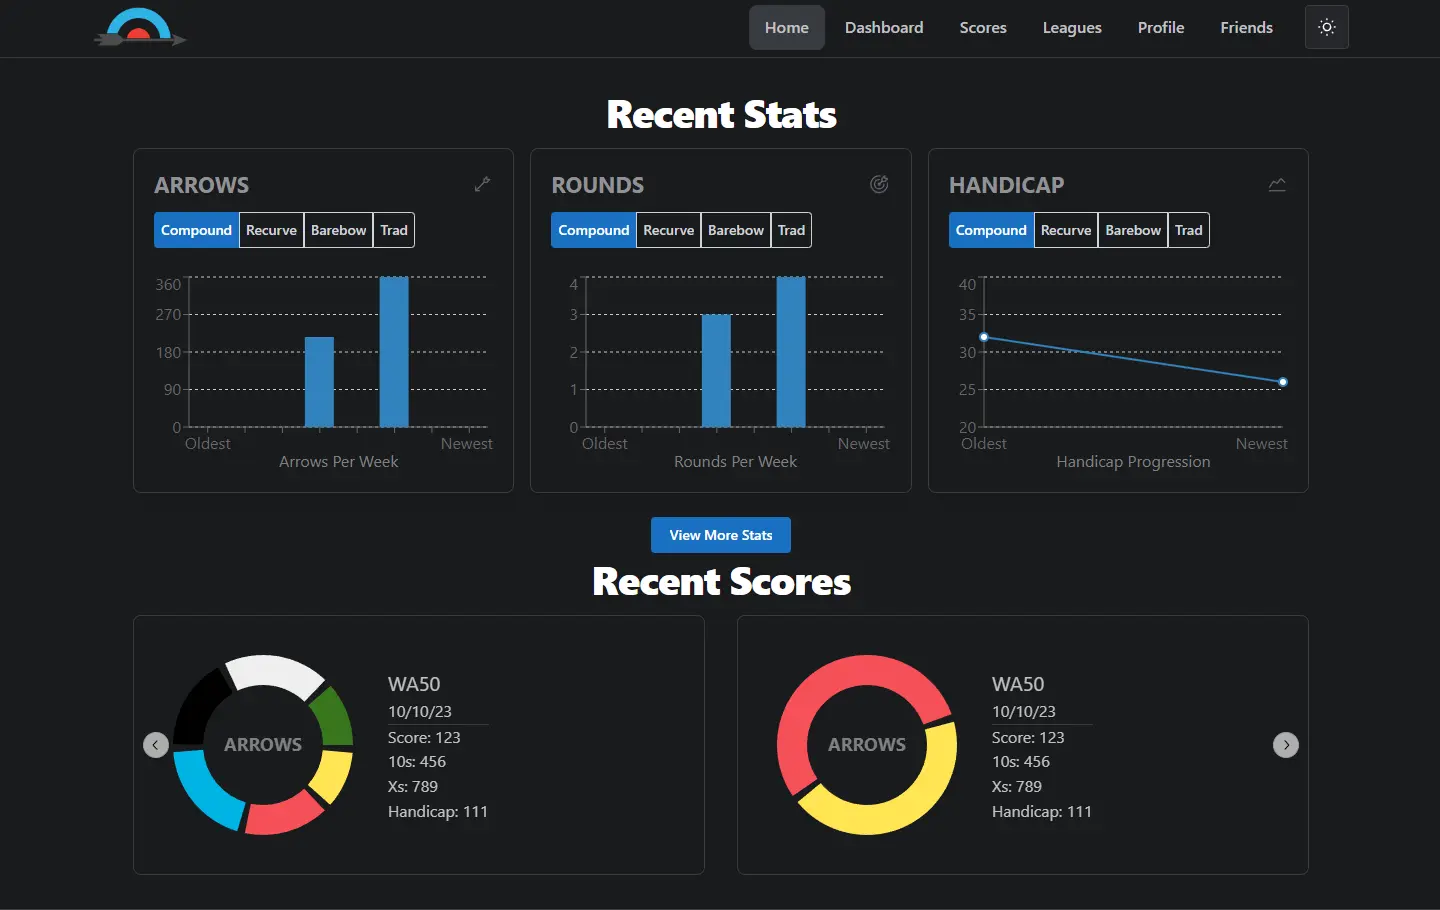 Home Dashboard Scores Leagues Profile Friends
Recent Stats
ARROWS
Compound Recurve Barebow Trad
360
270
180
90
0
Oldest Newest
Arrows Per Week
ROUNDS
Compound Recurve Barebow Trad
4
3
2
1
0
Oldest Newest
Rounds Per Week
HANDICAP
Compound Recurve Barebow Trad
40
35
30
25
20
Oldest Newest
Handicap Progression
View More Stats
Recent Scores
ARROWS
WA50
10/10/23
Score: 123
10s: 456
Xs: 789
Handicap: 111
ARROWS
WA50
10/10/23
Score: 123
10s: 456
Xs: 789
Handicap: 111